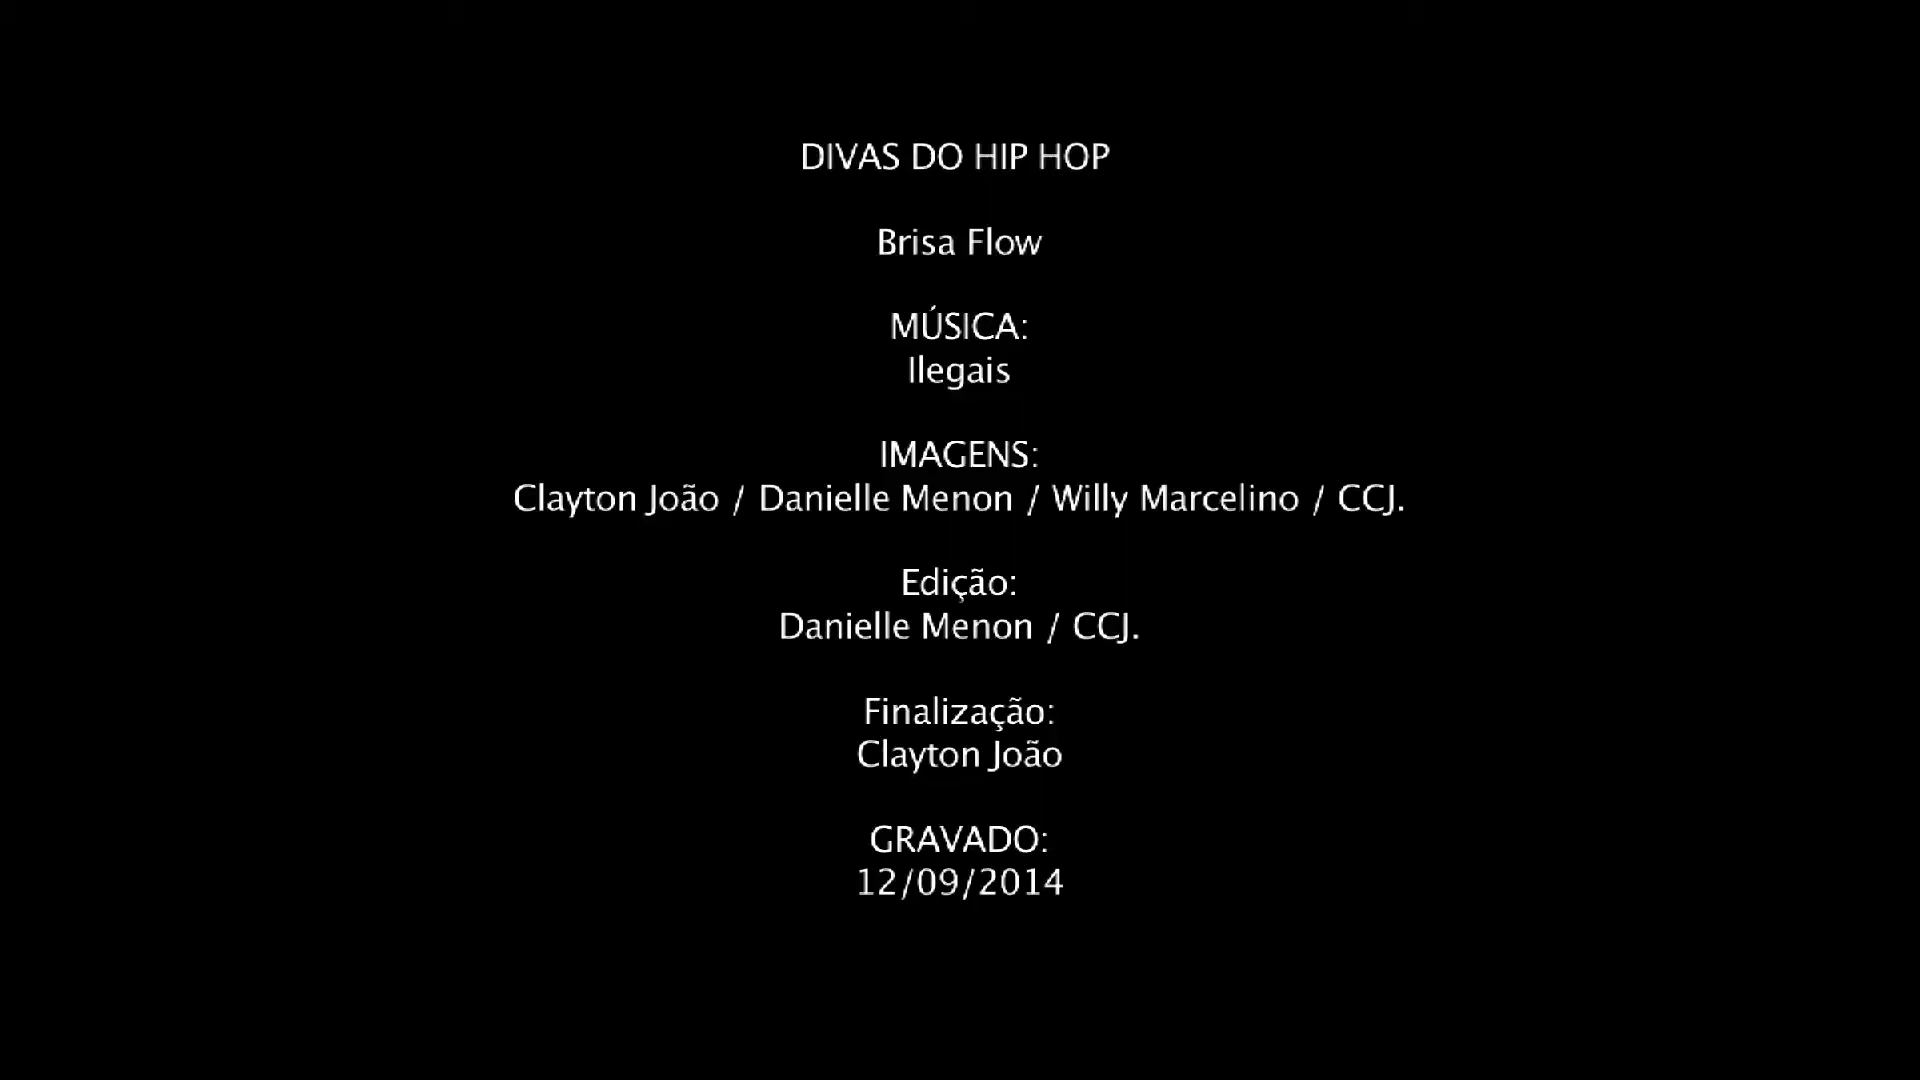 DIVAS DO HIP HOP
Brisa Flow
MÚSICA:
Ilegais
IMAGENS:
Clayton João / Danielle Menon / Willy Marcelino / CCJ.
Edição:
Danielle Menon / CCJ.
Finalização:
Clayton João
GRAVADO:
12/09/2014